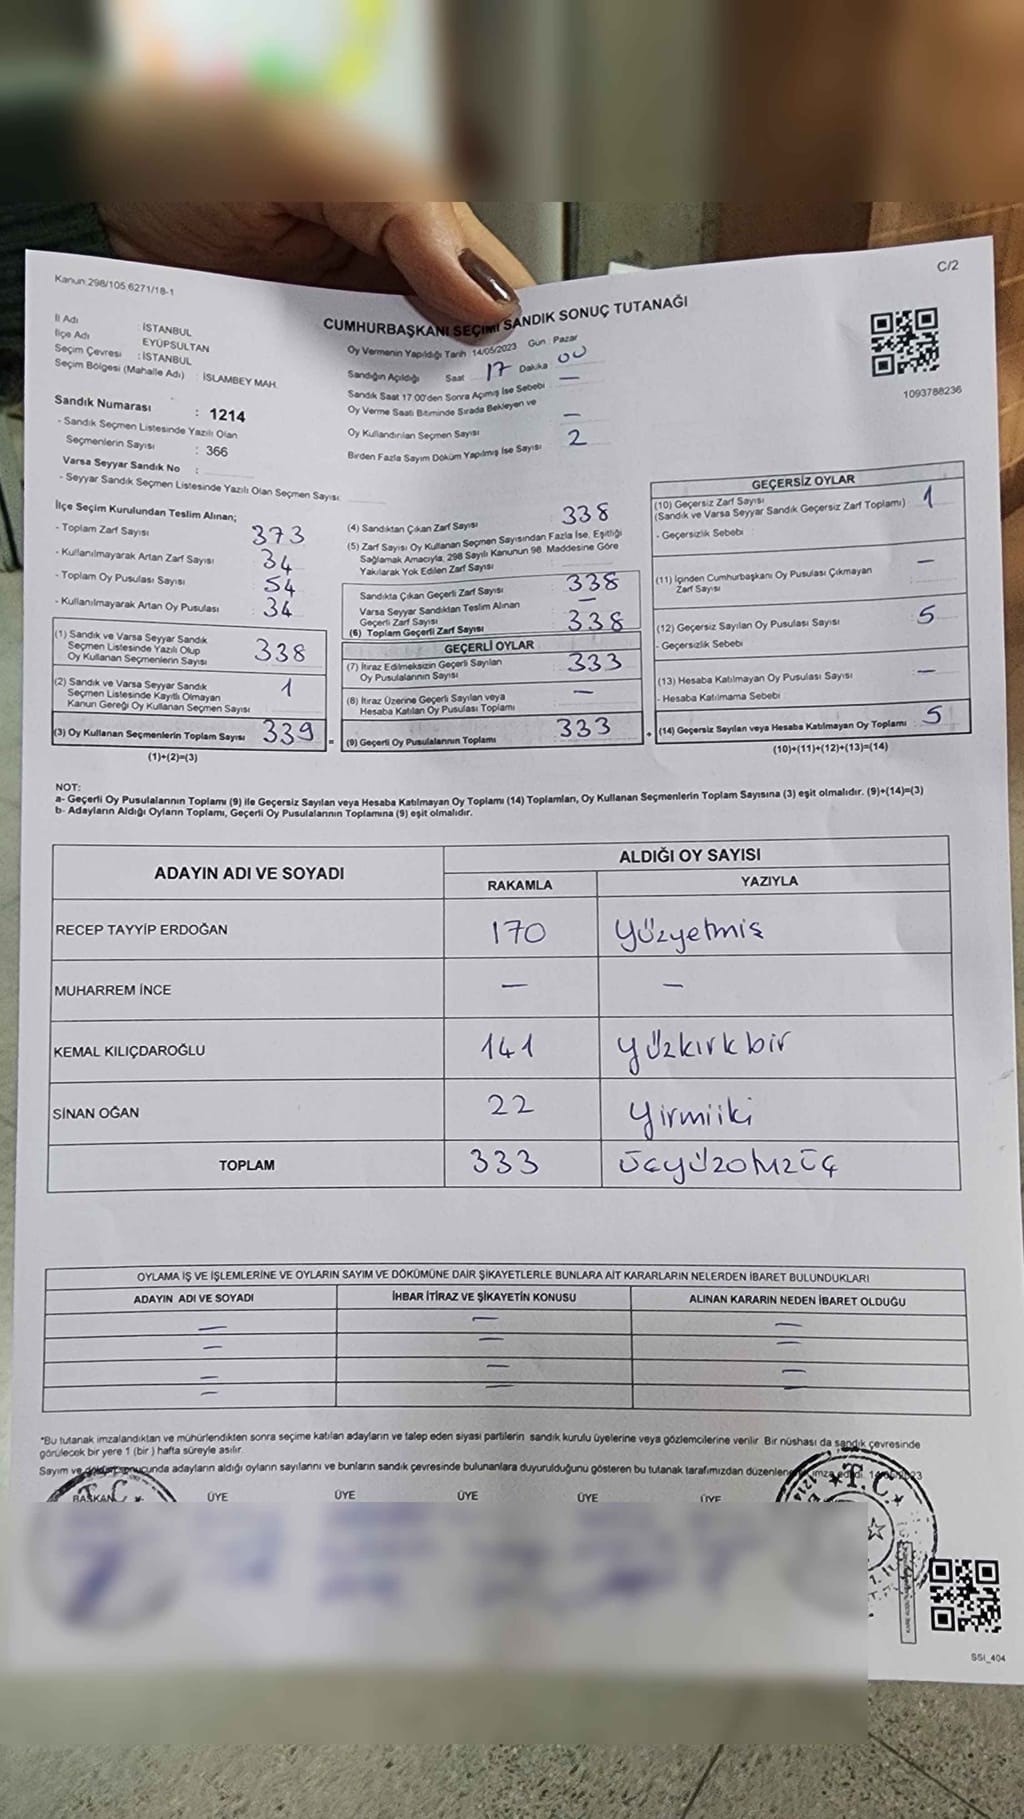 Kanun:298/105.6271/18-1
C/2
CUMHURBAŞKANI SEÇİMİ SANDIK SONUÇ TUTANAĞI
İl Adı : İSTANBUL
İlçe Adı : EYÜPSULTAN
Seçim Çevresi : İSTANBUL
Seçim Bölgesi (Mahalle Adı) : İSLAMBEY MAH.
Oy Vermenin Yapıldığı Tarih : 14/05/2023 Gün : Pazar
Sandığın Açıldığı Saat 17 Dakika 00
Sandık Saat 17:00'den Sonra Açımış İse Sebebi —
Oy Verme Saati Bitiminde Sırada Bekleyen ve
Oy Kullandırılan Seçmen Sayısı —
Birden Fazla Sayım Döküm Yapılmış İse Sayısı 2
1093788236
Sandık Numarası : 1214
- Sandık Seçmen Listesinde Yazılı Olan
Seçmenlerin Sayısı : 366
Varsa Seyyar Sandık No :
- Seyyar Sandık Seçmen Listesinde Yazılı Olan Seçmen Sayısı:
İlçe Seçim Kurulundan Teslim Alınan;
- Toplam Zarf Sayısı 373
- Kullanılmayarak Artan Zarf Sayısı : 34
- Toplam Oy Pusulası Sayısı : 54
- Kullanılmayarak Artan Oy Pusulası : 34
(1) Sandık ve Varsa Seyyar Sandık
Seçmen Listesinde Yazılı Olup
Oy Kullanan Seçmenlerin Sayısı 338
(2) Sandık ve Varsa Seyyar Sandık
Seçmen Listesinde Kayıtlı Olmayan
Kanun Gereği Oy Kullanan Seçmen Sayısı 1
(3) Oy Kullanan Seçmenlerin Toplam Sayısı 339
(1)+(2)=(3)
(4) Sandıktan Çıkan Zarf Sayısı 338
(5) Zarf Sayısı Oy Kullanan Seçmen Sayısından Fazla İse, Eşitliği
Sağlamak Amacıyla, 298 Sayılı Kanunun 98. Maddesine Göre
Yakılarak Yok Edilen Zarf Sayısı
Sandıkta Çıkan Geçerli Zarf Sayısı 338
Varsa Seyyar Sandıktan Teslim Alınan
Geçerli Zarf Sayısı —
(6) Toplam Geçerli Zarf Sayısı 338
GEÇERLİ OYLAR
(7) İtiraz Edilmeksizin Geçerli Sayılan
Oy Pusulalarının Sayısı 333
(8) İtiraz Üzerine Geçerli Sayılan veya
Hesaba Katılan Oy Pusulası Toplamı —
= (9) Geçerli Oy Pusulalarının Toplamı 333
GEÇERSİZ OYLAR
(10) Geçersiz Zarf Sayısı
(Sandık ve Varsa Seyyar Sandık Geçersiz Zarf Toplamı) 1
- Geçersizlik Sebebi :
(11) İçinden Cumhurbaşkanı Oy Pusulası Çıkmayan
Zarf Sayısı —
(12) Geçersiz Sayılan Oy Pusulası Sayısı 5
- Geçersizlik Sebebi
(13) Hesaba Katılmayan Oy Pusulası Sayısı —
- Hesaba Katılmama Sebebi
+ (14) Geçersiz Sayılan veya Hesaba Katılmayan Oy Toplamı 5
(10)+(11)+(12)+(13)=(14)
NOT:
a- Geçerli Oy Pusulalarının Toplamı (9) ile Geçersiz Sayılan veya Hesaba Katılmayan Oy Toplamı (14) Toplamları, Oy Kullanan Seçmenlerin Toplam Sayısına (3) eşit olmalıdır. (9)+(14)=(3)
b- Adayların Aldığı Oyların Toplamı, Geçerli Oy Pusulalarının Toplamına (9) eşit olmalıdır.
ADAYIN ADI VE SOYADI ALDIĞI OY SAYISI
RAKAMLA YAZIYLA
RECEP TAYYİP ERDOĞAN 170 yüzyetmiş
MUHARREM İNCE — —
KEMAL KILIÇDAROĞLU 141 yüzkırkbir
SİNAN OĞAN 22 yirmiiki
TOPLAM 333 üçyüzotuzüç
OYLAMA İŞ VE İŞLEMLERİNE VE OYLARIN SAYIM VE DÖKÜMÜNE DAİR ŞİKAYETLERLE BUNLARA AİT KARARLARIN NELERDEN İBARET BULUNDUKLARI
ADAYIN ADI VE SOYADI İHBAR İTİRAZ VE ŞİKAYETİN KONUSU ALINAN KARARIN NEDEN İBARET OLDUĞU
— — —
— — —
— — —
— — —
*Bu tutanak imzalandıktan ve mühürlendikten sonra seçime katılan adayların ve talep eden siyasi partilerin sandık kurulu üyelerine veya gözlemcilerine verilir. Bir nüshası da sandık çevresinde
görülecek bir yere 1 (bir ) hafta süreyle asılır.
Sayım ve döküm sonucunda adayların aldığı oyların sayılarını ve bunların sandık çevresinde bulunanlara duyurulduğunu gösteren bu tutanak tarafımızdan düzenlenerek imza edildi. 14/05/2023
BAŞKAN ÜYE ÜYE ÜYE ÜYE ÜYE
T.C. T.C.
1214
SSI_404